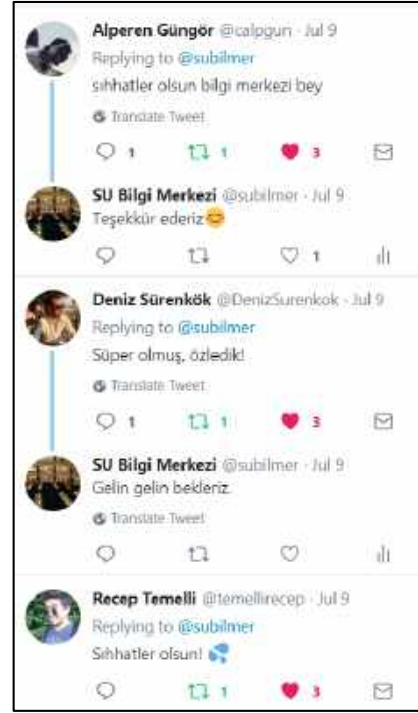 Alperen Güngör @calpgun · Jul 9
Replying to @subilmer
sıhhatler olsun bilgi merkezi bey
Translate Tweet
1 1 3
SU Bilgi Merkezi @subilmer · Jul 9
Teşekkür ederiz😊
1
Deniz Sürenkök @DenizSurenkok · Jul 9
Replying to @subilmer
Süper olmuş, özledik!
Translate Tweet
1 1 3
SU Bilgi Merkezi @subilmer · Jul 9
Gelin gelin bekleriz.
Translate Tweet
Recep Temelli @temellirecep · Jul 9
Replying to @subilmer
Sıhhatler olsun! 💦
1 3